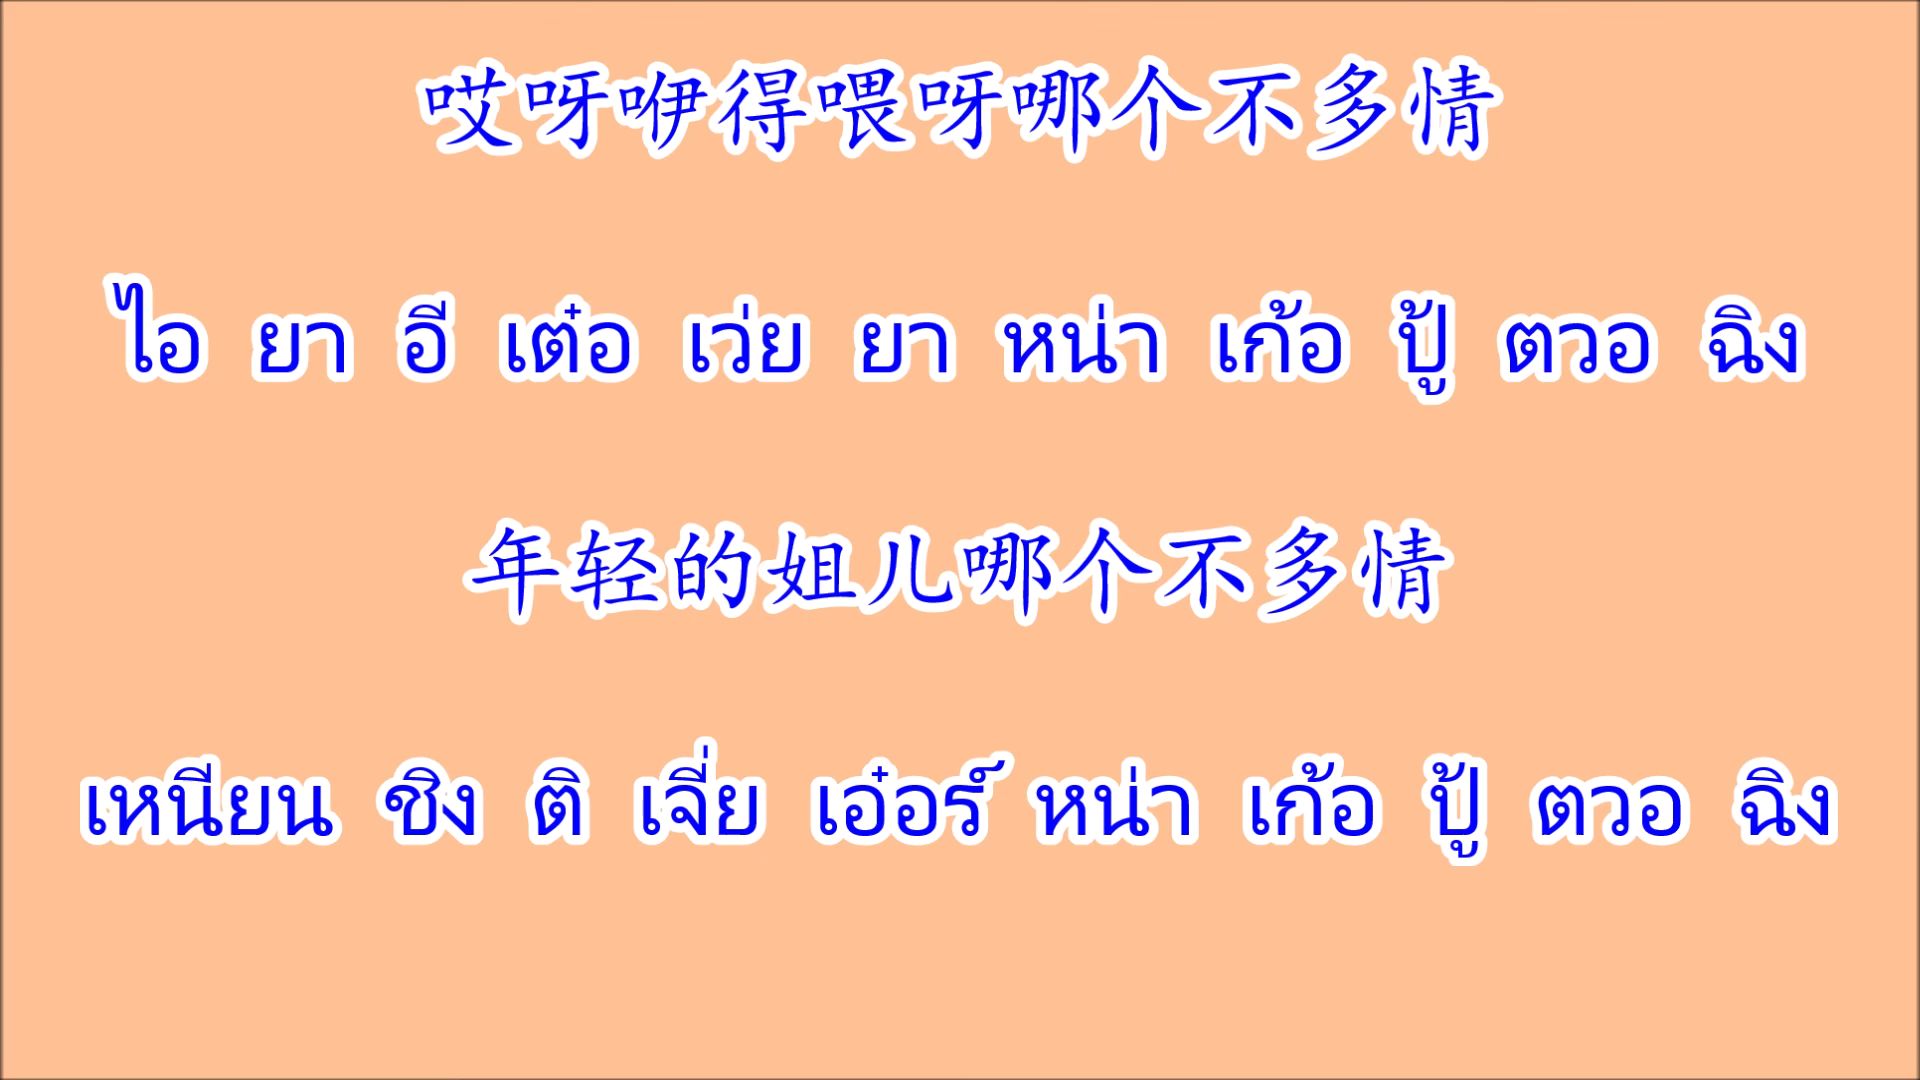 哎呀咿得喂呀哪个不多情
ไอ ยา อี เต๋อ เว่ย ยา หน่า เก้อ ปู้ ตวอ ฉิง
年轻的姐儿哪个不多情
เหนียน ชิง ติ เจี่ย เอ๋อร์ หน่า เก้อ ปู้ ตวอ ฉิง